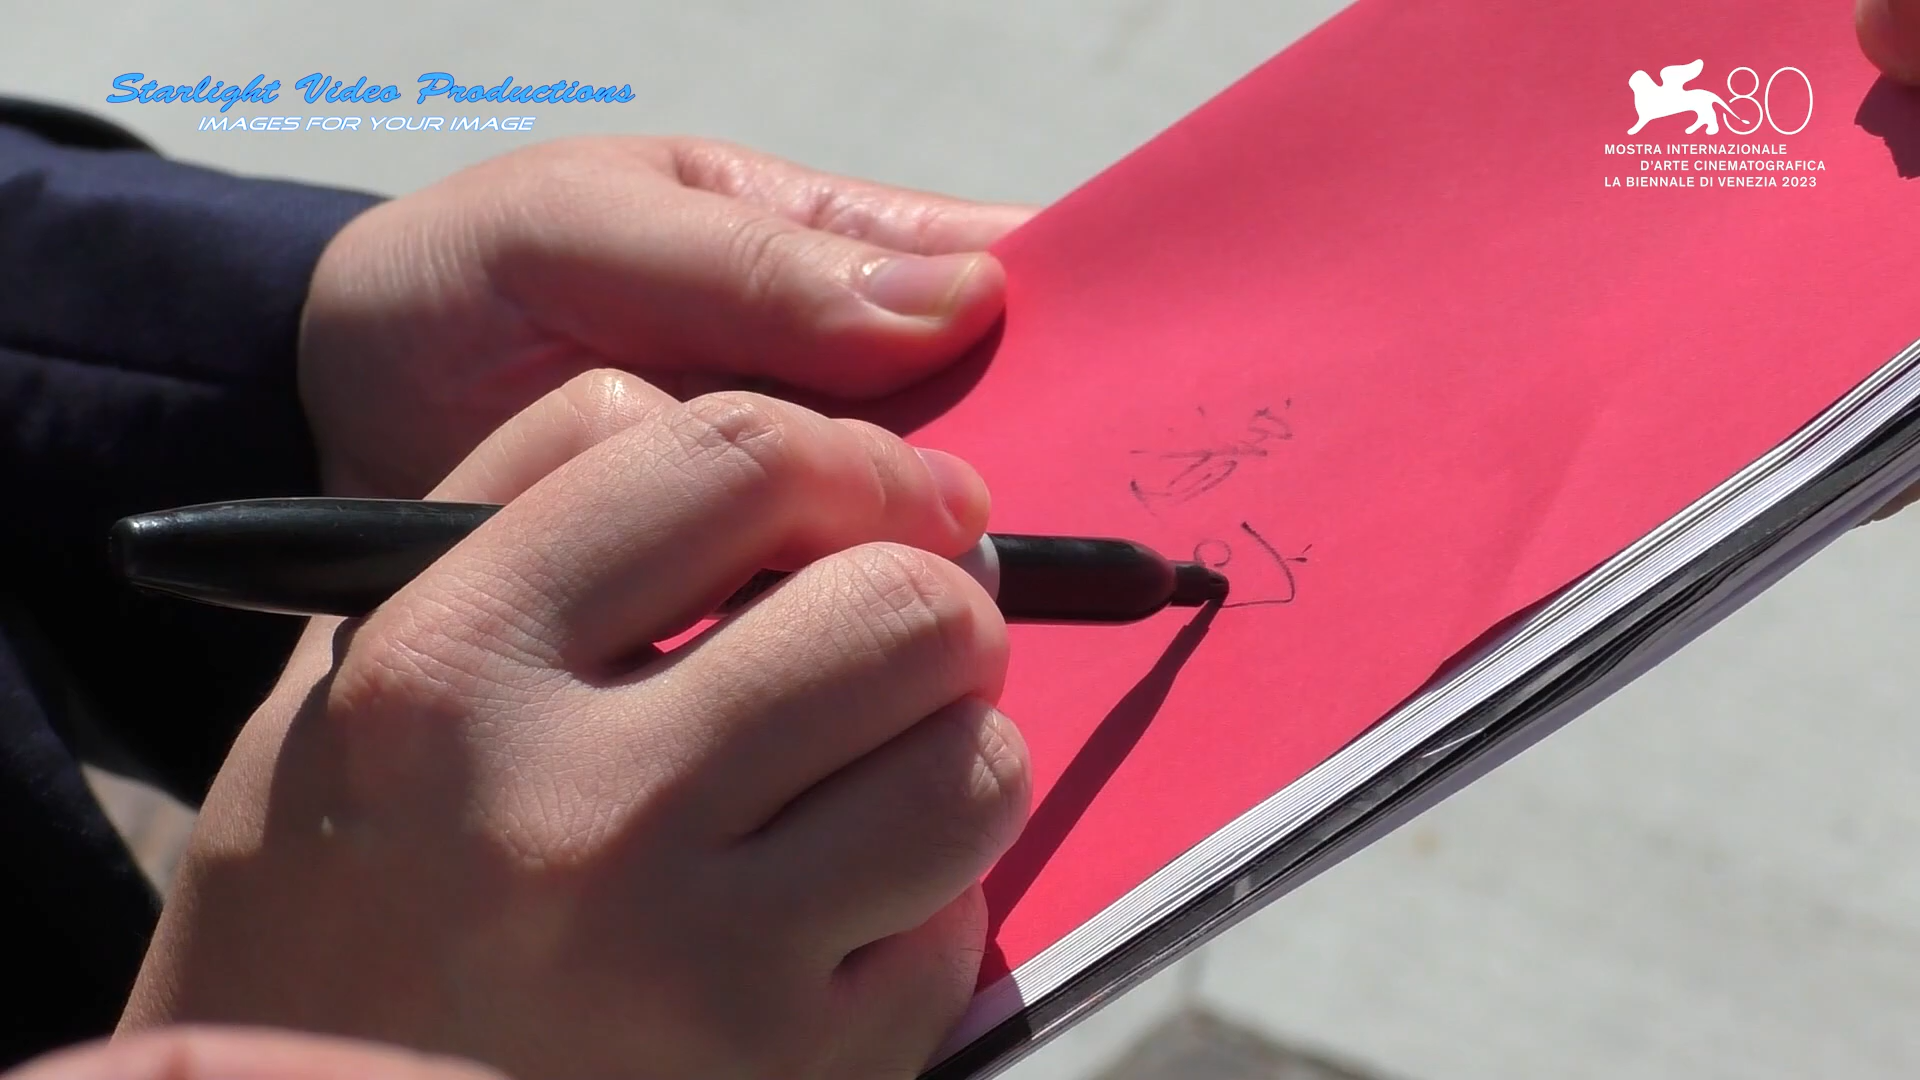 Starlight Video Productions
IMAGES FOR YOUR IMAGE
80
MOSTRA INTERNAZIONALE
D'ARTE CINEMATOGRAFICA
LA BIENNALE DI VENEZIA 2023